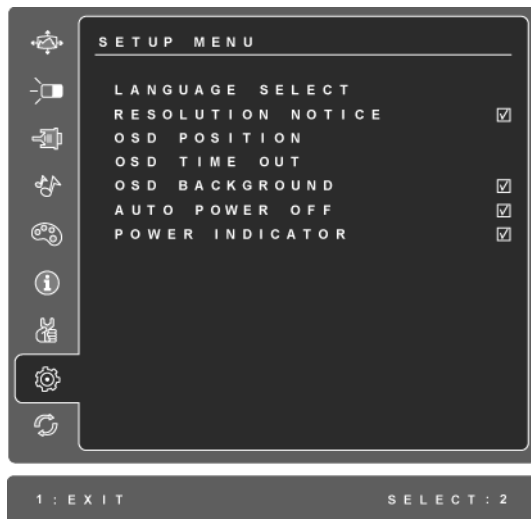 SETUP MENU
LANGUAGE SELECT
RESOLUTION NOTICE ☑
OSD POSITION
OSD TIME OUT
OSD BACKGROUND ☑
AUTO POWER OFF ☑
POWER INDICATOR ☑
1:EXIT SELECT:2